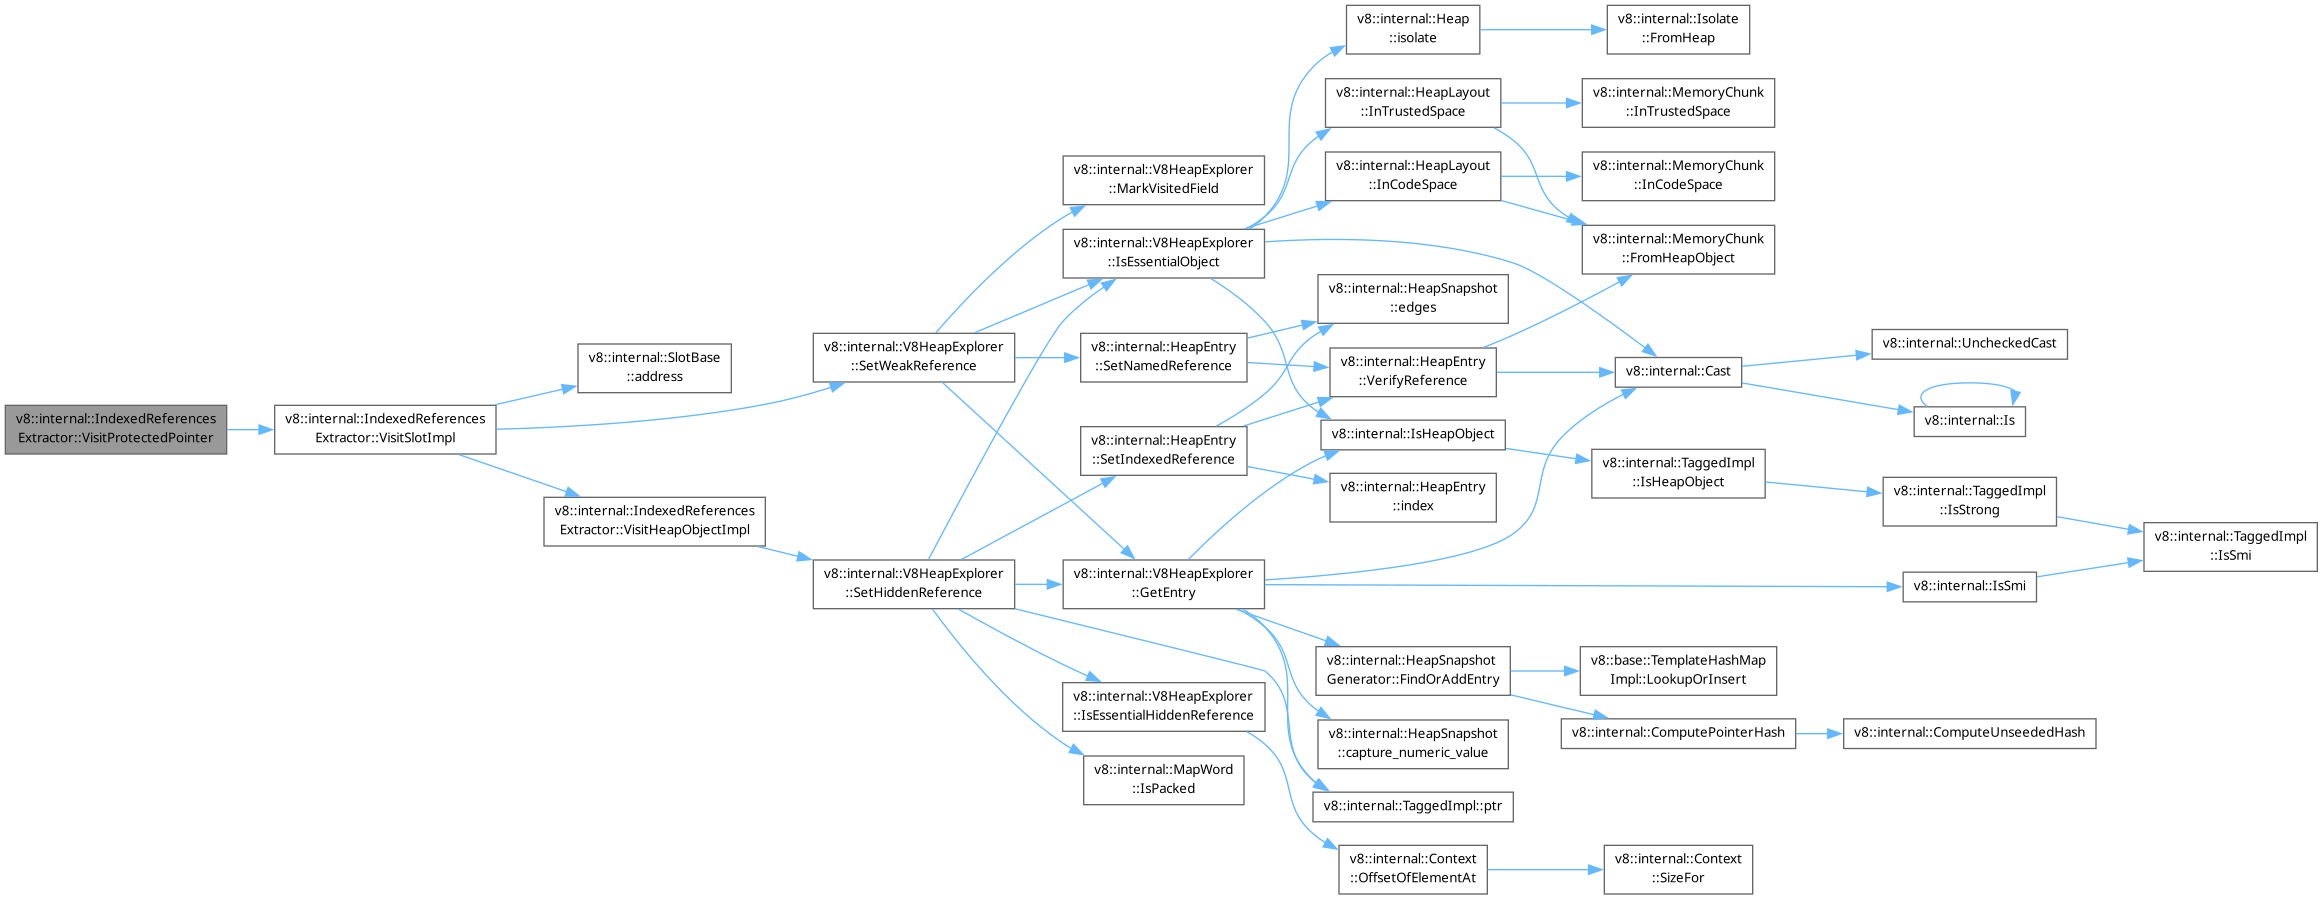 v8::internal::IndexedReferences
Extractor::VisitProtectedPointer
v8::internal::IndexedReferences
Extractor::VisitSlotImpl
v8::internal::SlotBase
::address
v8::internal::IndexedReferences
Extractor::VisitHeapObjectImpl
v8::internal::V8HeapExplorer
::SetWeakReference
v8::internal::V8HeapExplorer
::SetHiddenReference
v8::internal::V8HeapExplorer
::MarkVisitedField
v8::internal::V8HeapExplorer
::IsEssentialObject
v8::internal::HeapEntry
::SetNamedReference
v8::internal::HeapEntry
::SetIndexedReference
v8::internal::V8HeapExplorer
::GetEntry
v8::internal::V8HeapExplorer
::IsEssentialHiddenReference
v8::internal::MapWord
::IsPacked
v8::internal::Heap
::isolate
v8::internal::HeapLayout
::InTrustedSpace
v8::internal::HeapLayout
::InCodeSpace
v8::internal::HeapSnapshot
::edges
v8::internal::HeapEntry
::VerifyReference
v8::internal::IsHeapObject
v8::internal::HeapEntry
::index
v8::internal::HeapSnapshot
Generator::FindOrAddEntry
v8::internal::HeapSnapshot
::capture_numeric_value
v8::internal::TaggedImpl::ptr
v8::internal::Context
::OffsetOfElementAt
v8::internal::Isolate
::FromHeap
v8::internal::MemoryChunk
::InTrustedSpace
v8::internal::MemoryChunk
::InCodeSpace
v8::internal::MemoryChunk
::FromHeapObject
v8::internal::Cast
v8::internal::TaggedImpl
::IsHeapObject
v8::base::TemplateHashMap
Impl::LookupOrInsert
v8::internal::ComputePointerHash
v8::internal::Context
::SizeFor
v8::internal::UncheckedCast
v8::internal::Is
v8::internal::TaggedImpl
::IsStrong
v8::internal::IsSmi
v8::internal::ComputeUnseededHash
v8::internal::TaggedImpl
::IsSmi